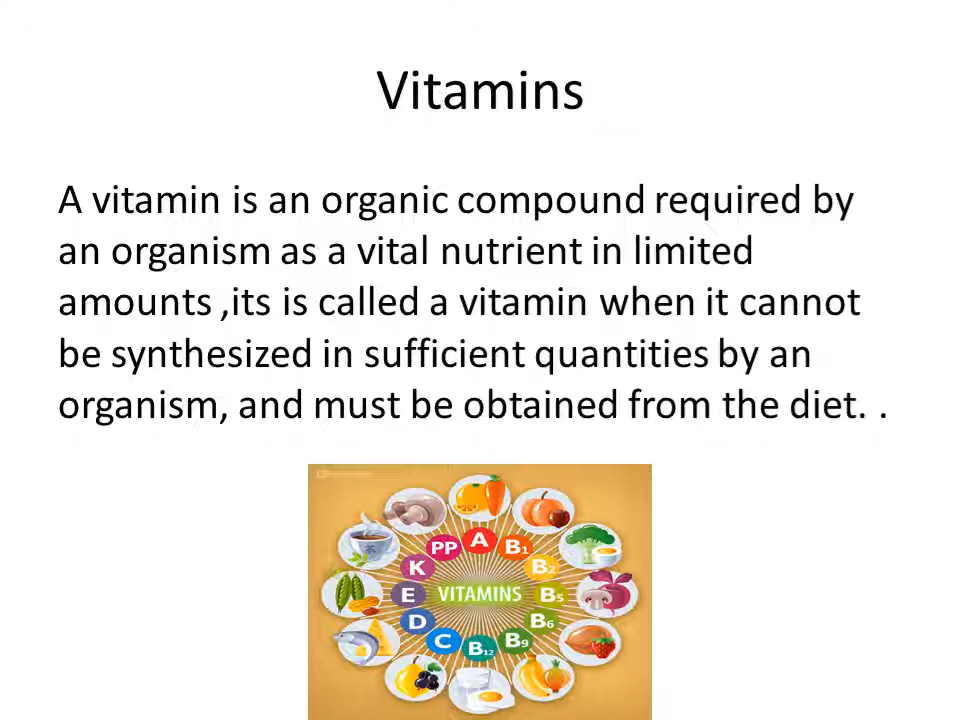 Vitamins
A vitamin is an organic compound required by
an organism as a vital nutrient in limited
amounts ,its is called a vitamin when it cannot
be synthesized in sufficient quantities by an
organism, and must be obtained from the diet. .
A
PP
B1
K
B2
E
VITAMINS
B5
D
B6
C
B9
B12